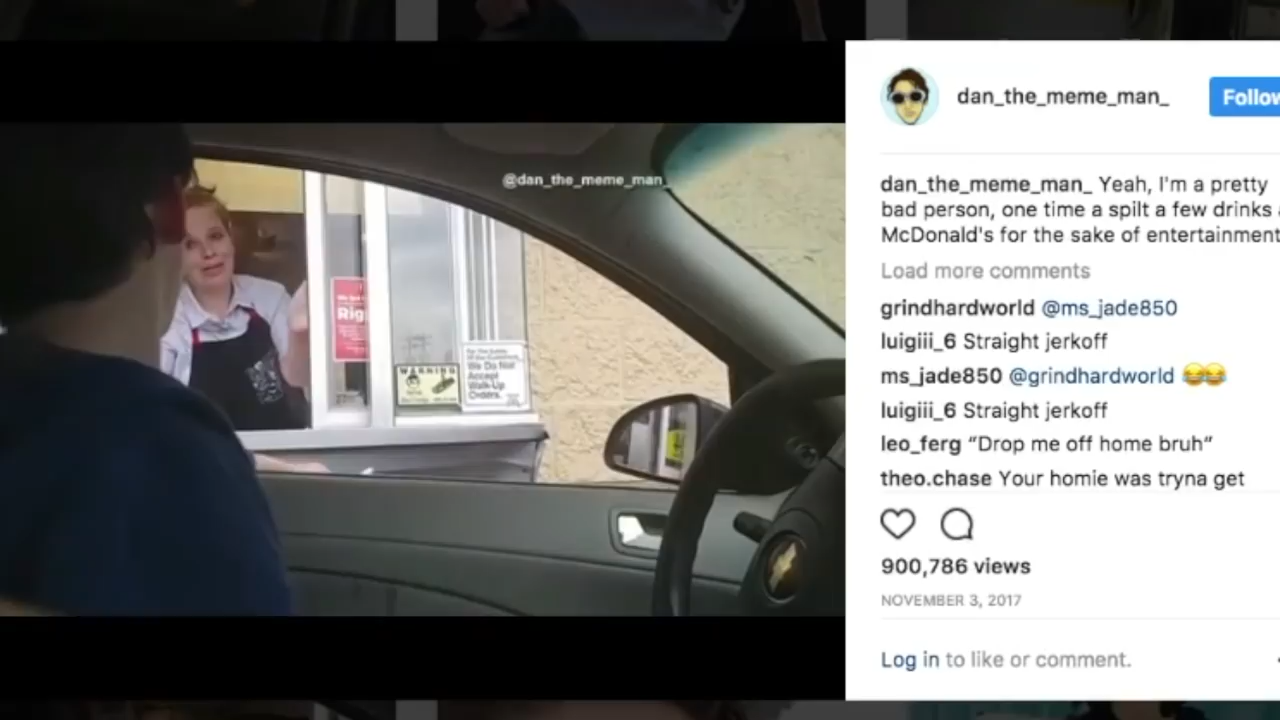 @dan_the_meme_man_
Rig
WARNING
We Do Not
Accept
Walk-Up
Orders.
dan_the_meme_man_
Follow
dan_the_meme_man_ Yeah, I'm a pretty
bad person, one time a spilt a few drinks
McDonald's for the sake of entertainment
Load more comments
grindhardworld @ms_jade850
luigiii_6 Straight jerkoff
ms_jade850 @grindhardworld 😂😂
luigiii_6 Straight jerkoff
leo_ferg “Drop me off home bruh”
theo.chase Your homie was tryna get
900,786 views
NOVEMBER 3, 2017
Log in to like or comment.